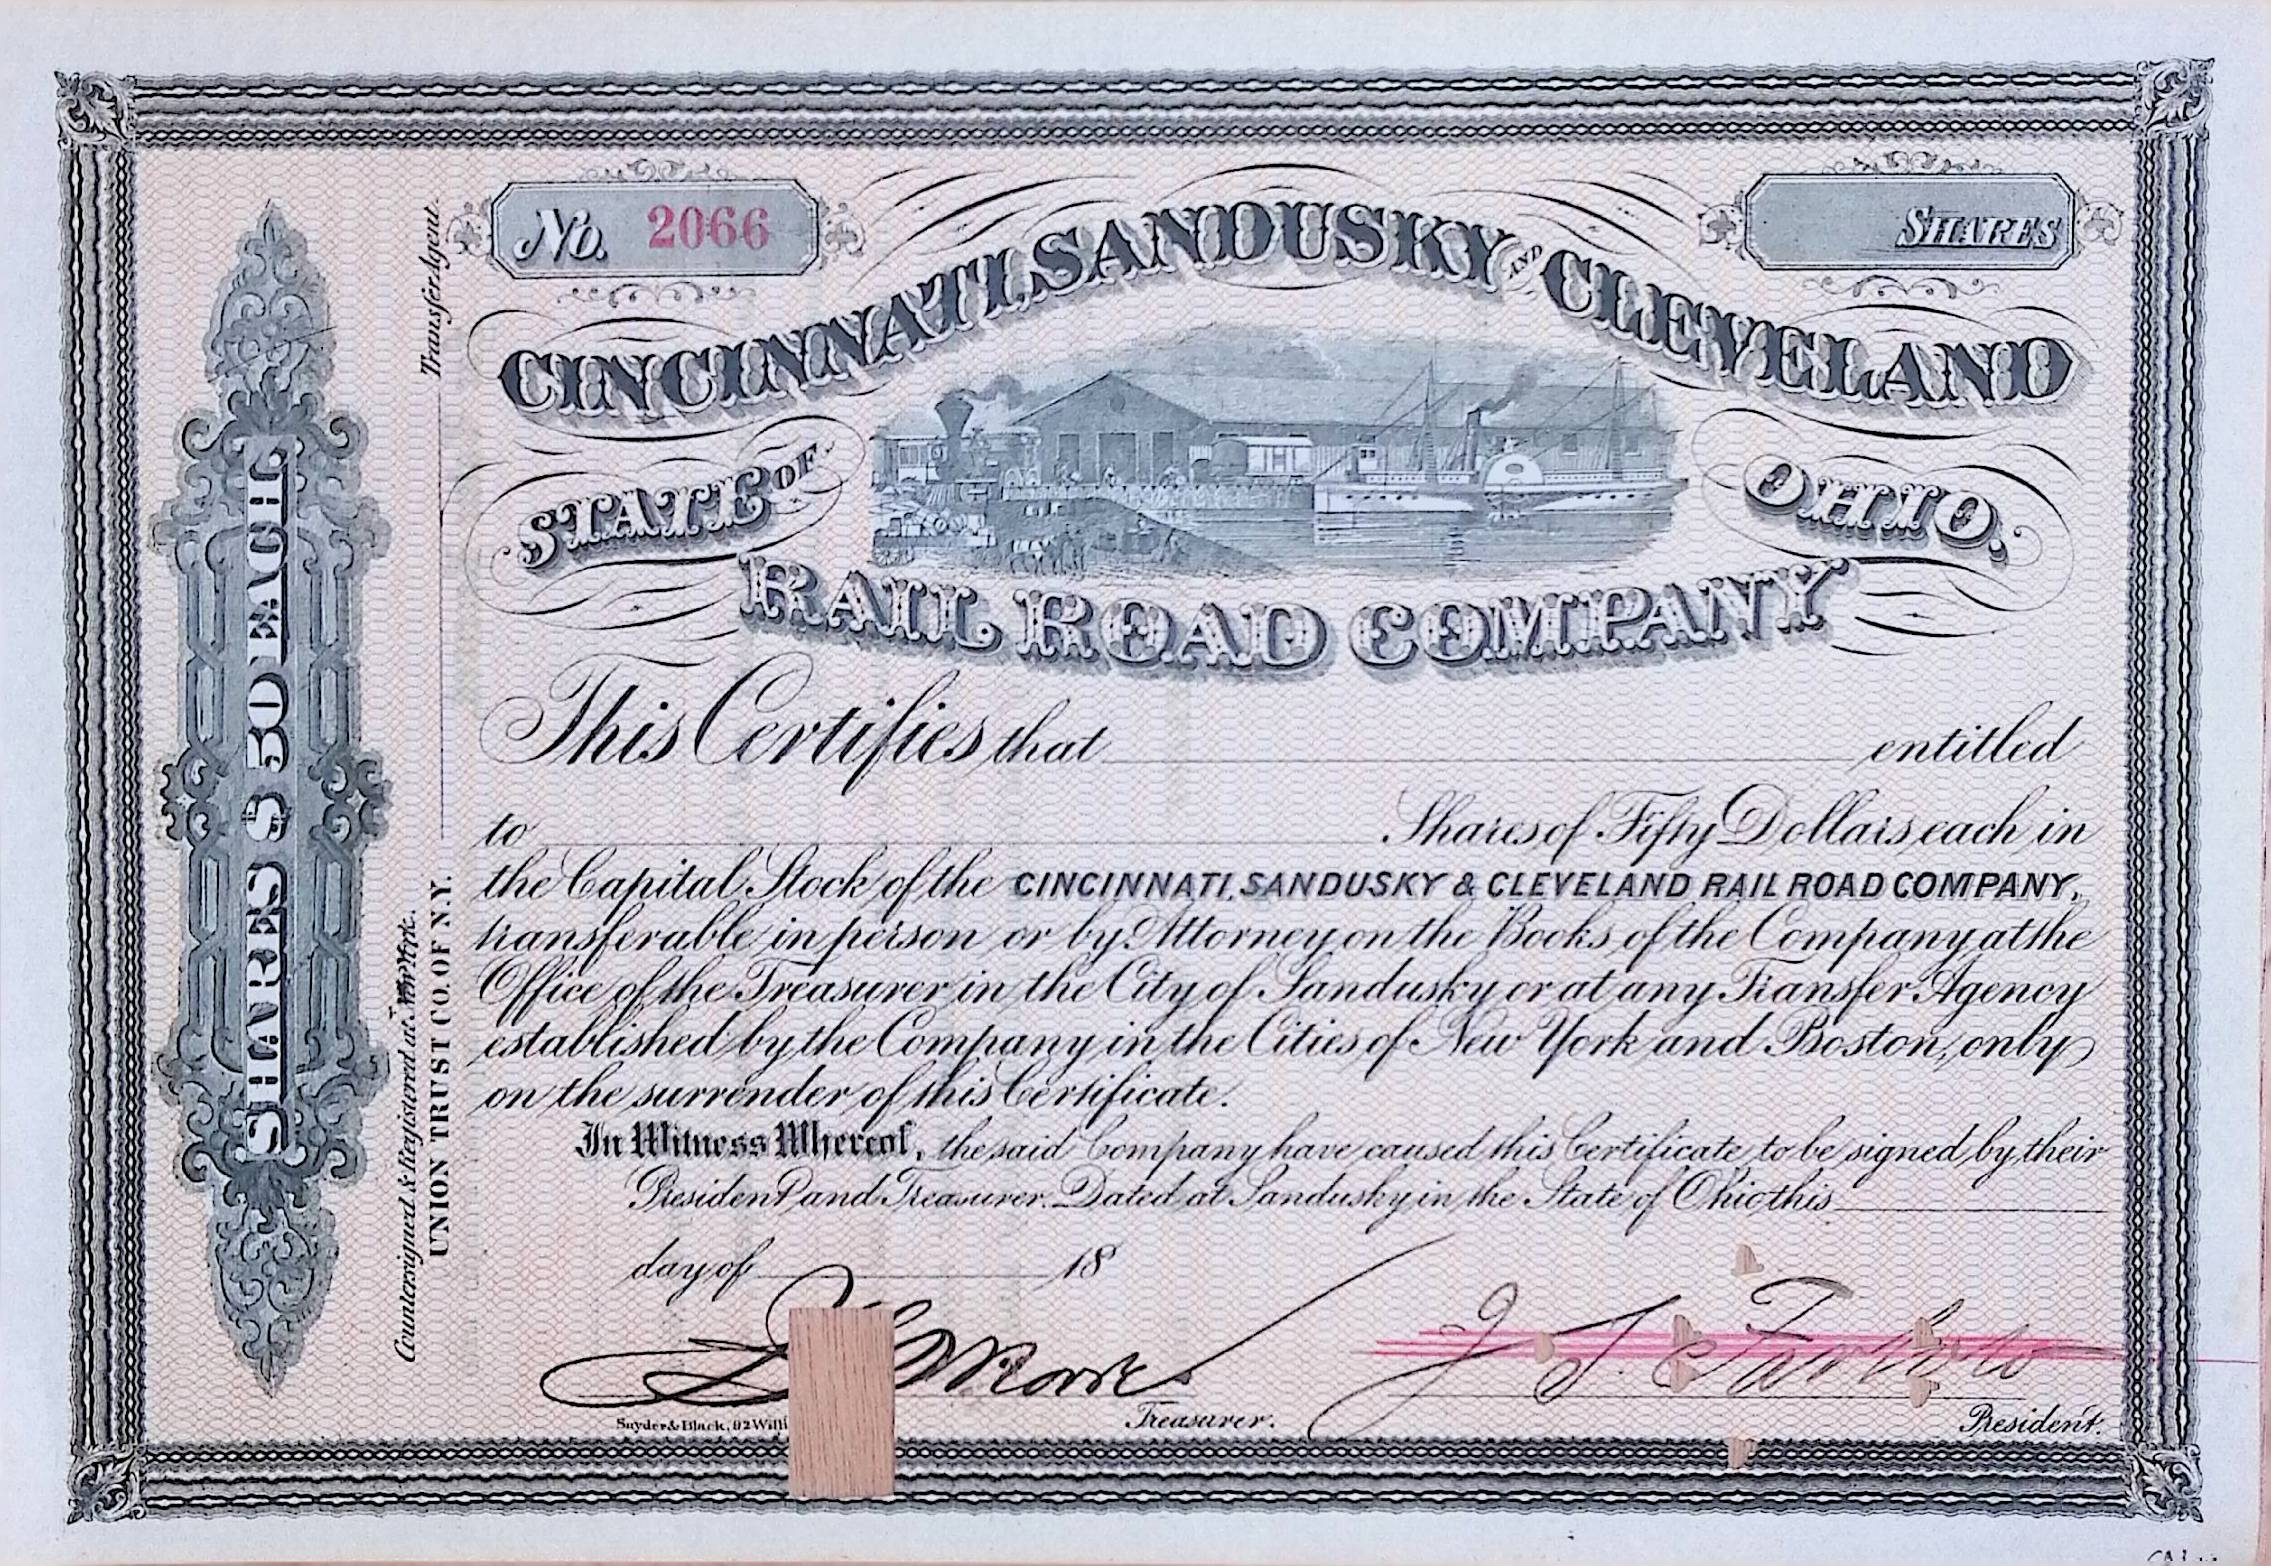 No. 2066
SHARES
CINCINNATI, SANDUSKY AND CLEVELAND
STATE OF OHIO,
RAIL ROAD COMPANY
This Certifies that entitled
to Shares of Fifty Dollars each in
the Capital Stock of the CINCINNATI, SANDUSKY & CLEVELAND RAIL ROAD COMPANY,
transferable in person or by Attorney on the Books of the Company at the
Office of the Treasurer in the City of Sandusky or at any Transfer Agency
established by the Company in the Cities of New York and Boston, only
on the surrender of this Certificate.
In Witness Whereof, the said Company have caused this Certificate to be signed by their
President and Treasurer. Dated at Sandusky in the State of Ohio this
day of 18
Moore
J. S. Farlow
Treasurer.
President.
Snyder & Black, 92
SHARES $50 EACH
Countersigned & Registered at New York.
UNION TRUST CO. OF N.Y.
Transfer Agent.